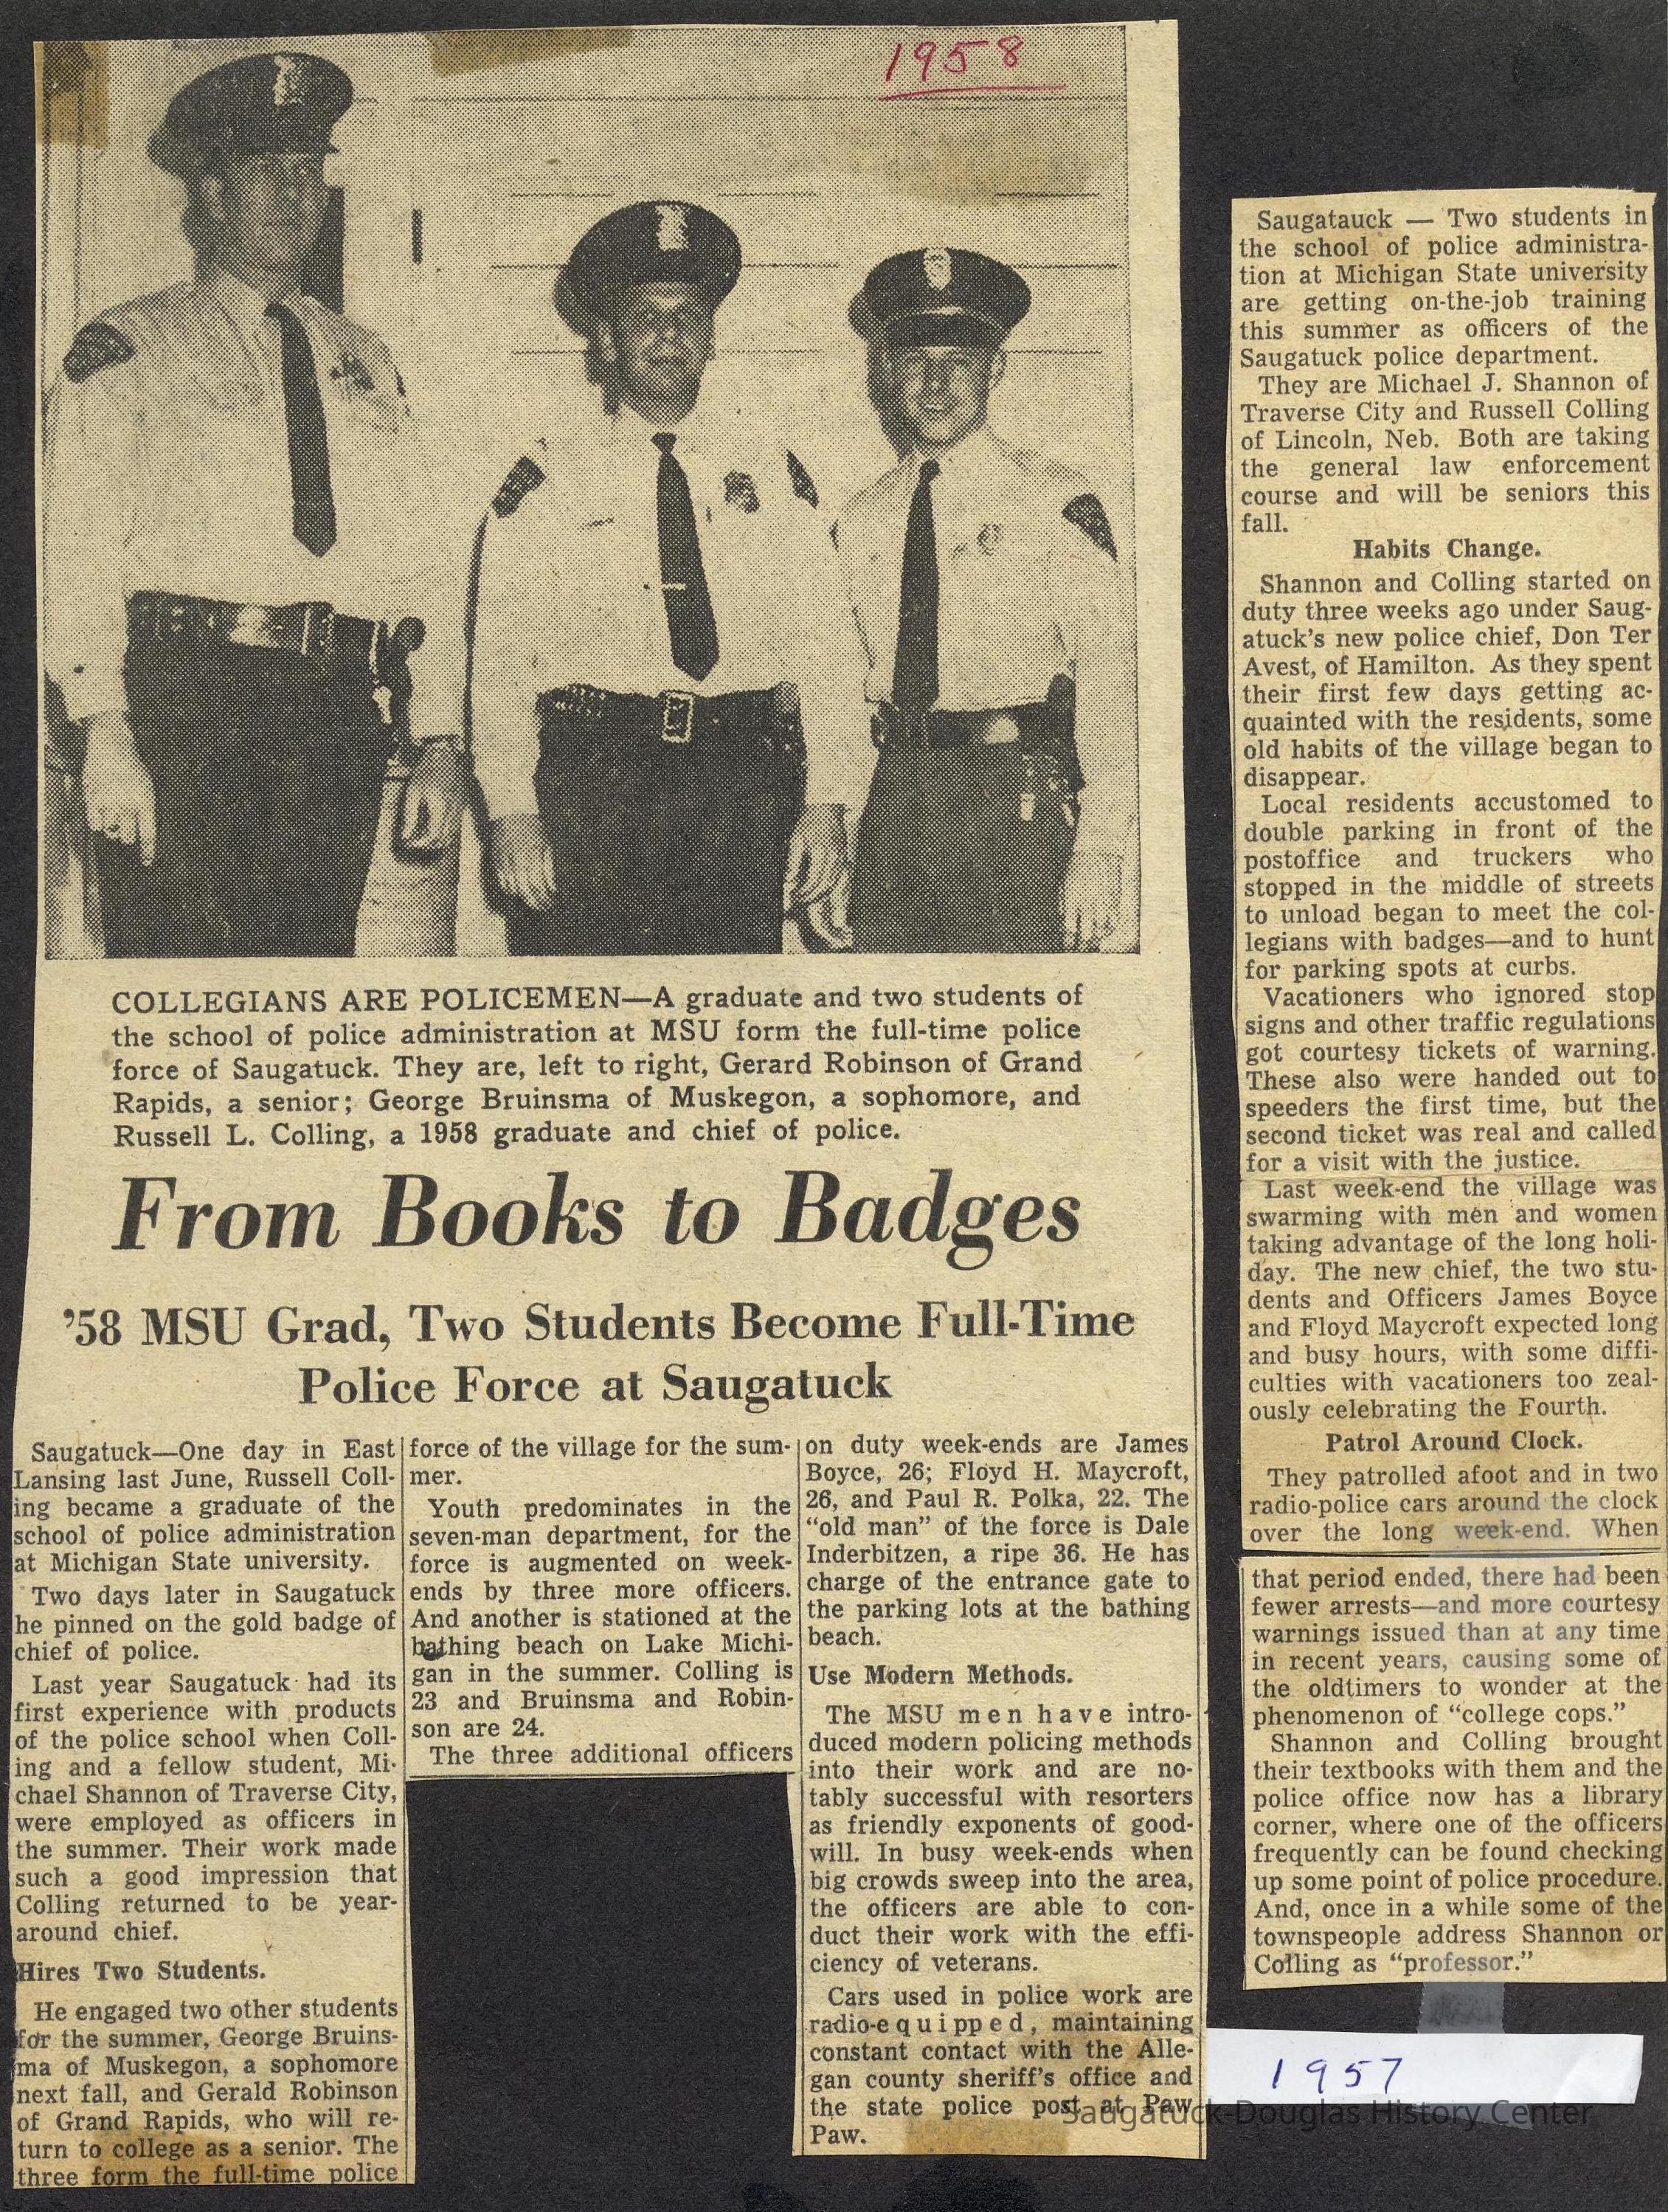 1958
COLLEGIANS ARE POLICEMEN—A graduate and two students of
the school of police administration at MSU form the full-time police
force of Saugatuck. They are, left to right, Gerard Robinson of Grand
Rapids, a senior; George Bruinsma of Muskegon, a sophomore, and
Russell L. Colling, a 1958 graduate and chief of police.
From Books to Badges
’58 MSU Grad, Two Students Become Full-Time
Police Force at Saugatuck
Saugatuck—One day in East
Lansing last June, Russell Coll-
ing became a graduate of the
school of police administration
at Michigan State university.
Two days later in Saugatuck
he pinned on the gold badge of
chief of police.
Last year Saugatuck had its
first experience with products
of the police school when Coll-
ing and a fellow student, Mi-
chael Shannon of Traverse City,
were employed as officers in
the summer. Their work made
such a good impression that
Colling returned to be year-
around chief.
Hires Two Students.
He engaged two other students
for the summer, George Bruins-
ma of Muskegon, a sophomore
next fall, and Gerald Robinson
of Grand Rapids, who will re-
turn to college as a senior. The
three form the full-time police
force of the village for the sum-
mer.
Youth predominates in the
seven-man department, for the
force is augmented on week-
ends by three more officers.
And another is stationed at the
bathing beach on Lake Michi-
gan in the summer. Colling is
23 and Bruinsma and Robin-
son are 24.
The three additional officers
on duty week-ends are James
Boyce, 26; Floyd H. Maycroft,
26, and Paul R. Polka, 22. The
“old man” of the force is Dale
Inderbitzen, a ripe 36. He has
charge of the entrance gate to
the parking lots at the bathing
beach.
Use Modern Methods.
The MSU men have intro-
duced modern policing methods
into their work and are no-
tably successful with resorters
as friendly exponents of good-
will. In busy week-ends when
big crowds sweep into the area,
the officers are able to con-
duct their work with the effi-
ciency of veterans.
Cars used in police work are
radio-equipped, maintaining
constant contact with the Alle-
gan county sheriff’s office and
the state police post at Paw
Paw.
Saugatauck — Two students in
the school of police administra-
tion at Michigan State university
are getting on-the-job training
this summer as officers of the
Saugatuck police department.
They are Michael J. Shannon of
Traverse City and Russell Colling
of Lincoln, Neb. Both are taking
the general law enforcement
course and will be seniors this
fall.
Habits Change.
Shannon and Colling started on
duty three weeks ago under Saug-
atuck’s new police chief, Don Ter
Avest, of Hamilton. As they spent
their first few days getting ac-
quainted with the residents, some
old habits of the village began to
disappear.
Local residents accustomed to
double parking in front of the
postoffice and truckers who
stopped in the middle of streets
to unload began to meet the col-
legians with badges—and to hunt
for parking spots at curbs.
Vacationers who ignored stop
signs and other traffic regulations
got courtesy tickets of warning.
These also were handed out to
speeders the first time, but the
second ticket was real and called
for a visit with the justice.
Last week-end the village was
swarming with men and women
taking advantage of the long holi-
day. The new chief, the two stu-
dents and Officers James Boyce
and Floyd Maycroft expected long
and busy hours, with some diffi-
culties with vacationers too zeal-
ously celebrating the Fourth.
Patrol Around Clock.
They patrolled afoot and in two
radio-police cars around the clock
over the long week-end. When
that period ended, there had been
fewer arrests—and more courtesy
warnings issued than at any time
in recent years, causing some of
the oldtimers to wonder at the
phenomenon of “college cops.”
Shannon and Colling brought
their textbooks with them and the
police office now has a library
corner, where one of the officers
frequently can be found checking
up some point of police procedure.
And, once in a while some of the
townspeople address Shannon or
Colling as “professor.”
1957
Saugatuck-Douglas History Center